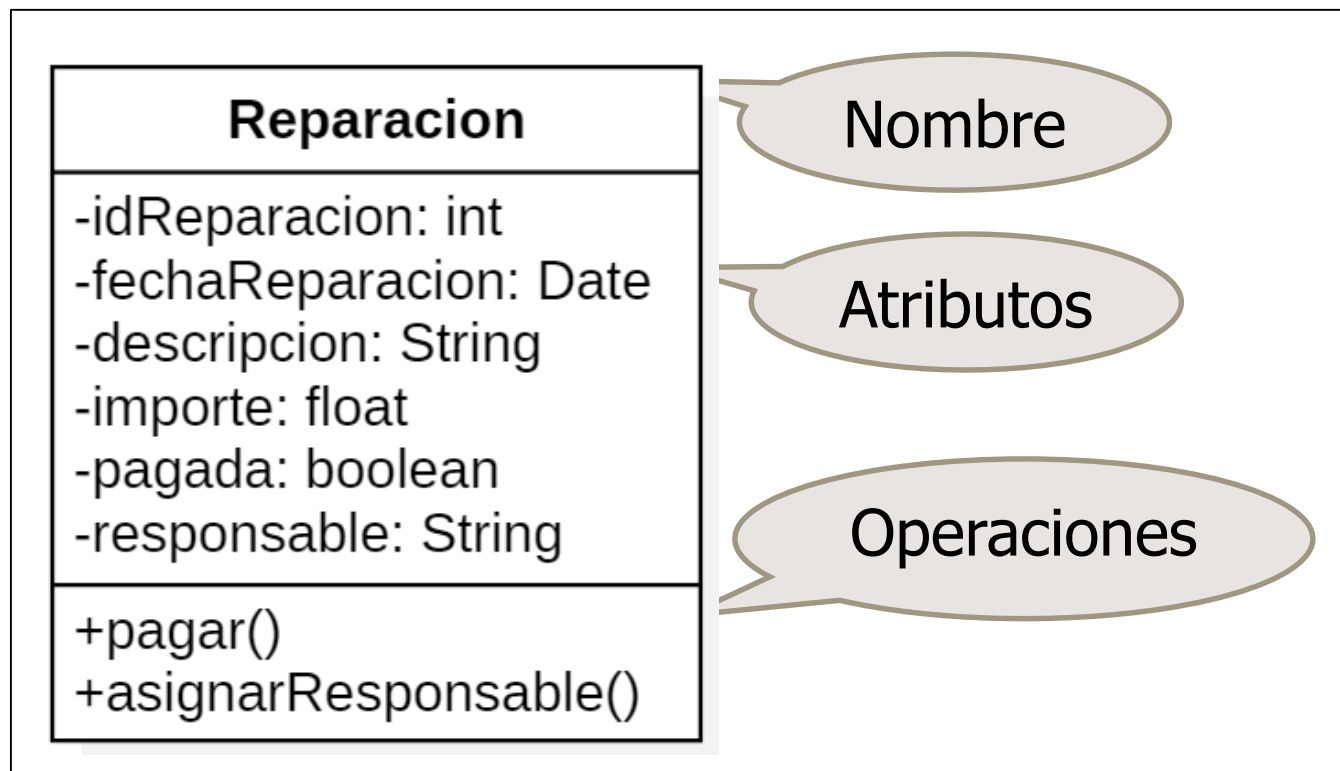 Reparacion
-idReparacion: int
-fechaReparacion: Date
-descripcion: String
-importe: float
-pagada: boolean
-responsable: String
+pagar()
+asignarResponsable()
Nombre
Atributos
Operaciones